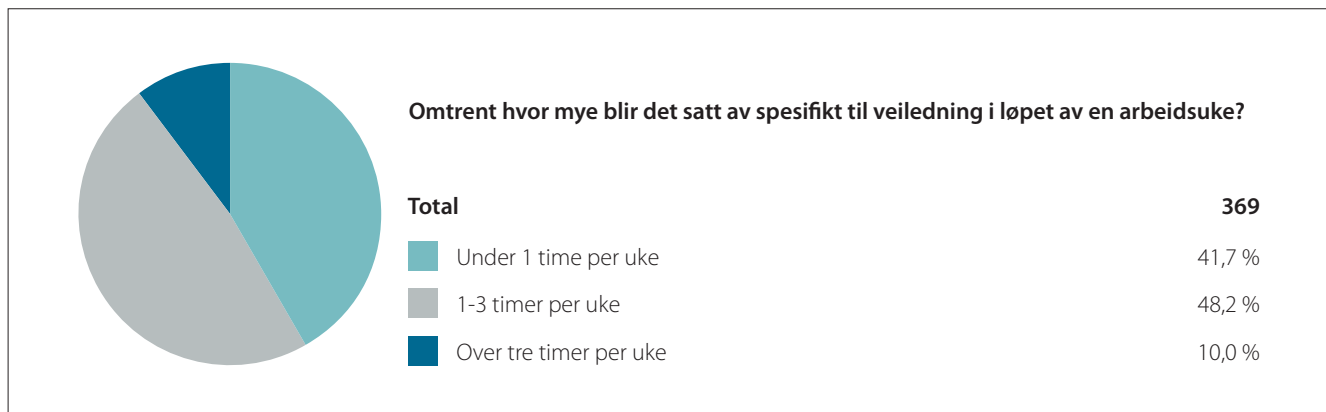 Omtrent hvor mye blir det satt av spesifikt til veiledning i løpet av en arbeidsuke?
Total 369
Under 1 time per uke 41,7 %
1-3 timer per uke 48,2 %
Over tre timer per uke 10,0 %